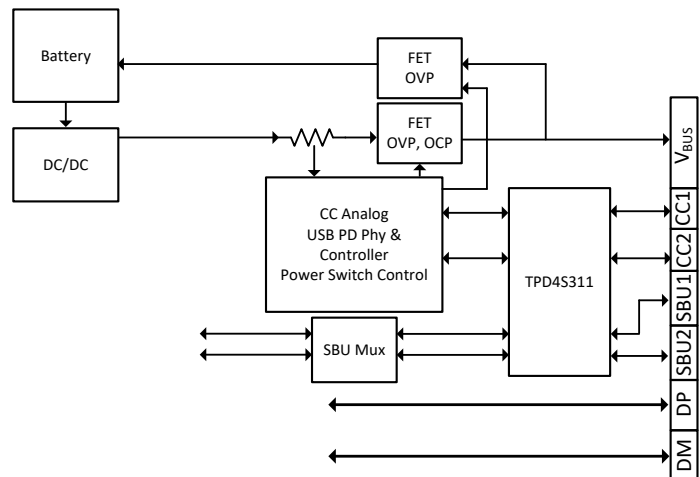 Battery
FET
OVP
FET
OVP, OCP
DC/DC
CC Analog
USB PD Phy &
Controller
Power Switch Control
TPD4S311
SBU Mux
VBUS
CC1
CC2
SBU1
SBU2
DP
DM